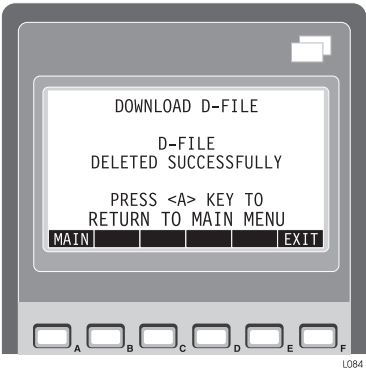 DOWNLOAD D-FILE
D-FILE
DELETED SUCCESSFULLY
PRESS <A> KEY TO
RETURN TO MAIN MENU
MAIN EXIT
A B C D E F
L084